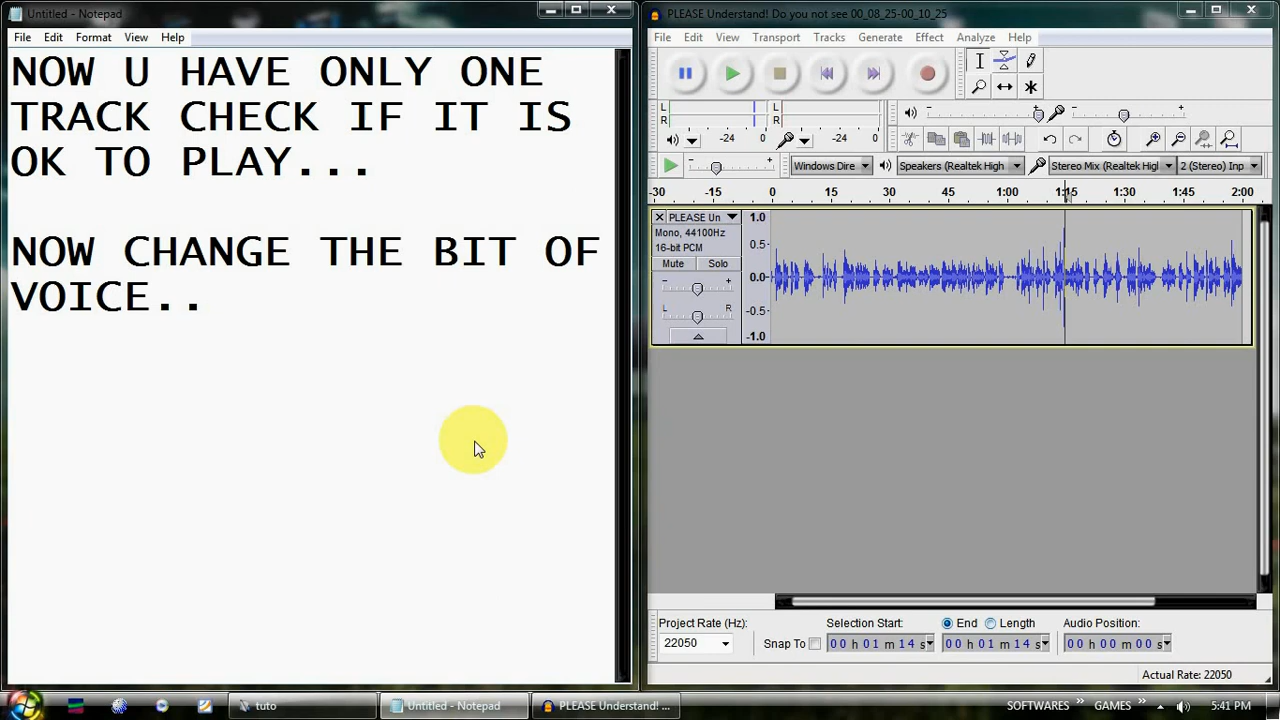 Untitled - Notepad
File Edit Format View Help
NOW U HAVE ONLY ONE
TRACK CHECK IF IT IS
OK TO PLAY...
NOW CHANGE THE BIT OF
VOICE..
PLEASE Understand! Do you not see 00_08_25-00_10_25
File Edit View Transport Tracks Generate Effect Analyze Help
L
R
-24 0
L
R
-24 0
Windows Dire
Speakers (Realtek High
Stereo Mix (Realtek High
2 (Stereo) Inp
-30 -15 0 15 30 45 1:00 1:15 1:30 1:45 2:00
PLEASE Un
Mono, 44100Hz
16-bit PCM
Mute Solo
- +
L R
1.0
0.5
0.0
-0.5
-1.0
Project Rate (Hz): Selection Start: End Length Audio Position:
22050 Snap To 00 h 01 m 14 s 00 h 01 m 14 s 00 h 00 m 00 s
Actual Rate: 22050
tuto
Untitled - Notepad
PLEASE Understand! ...
SOFTWARES
GAMES
5:41 PM